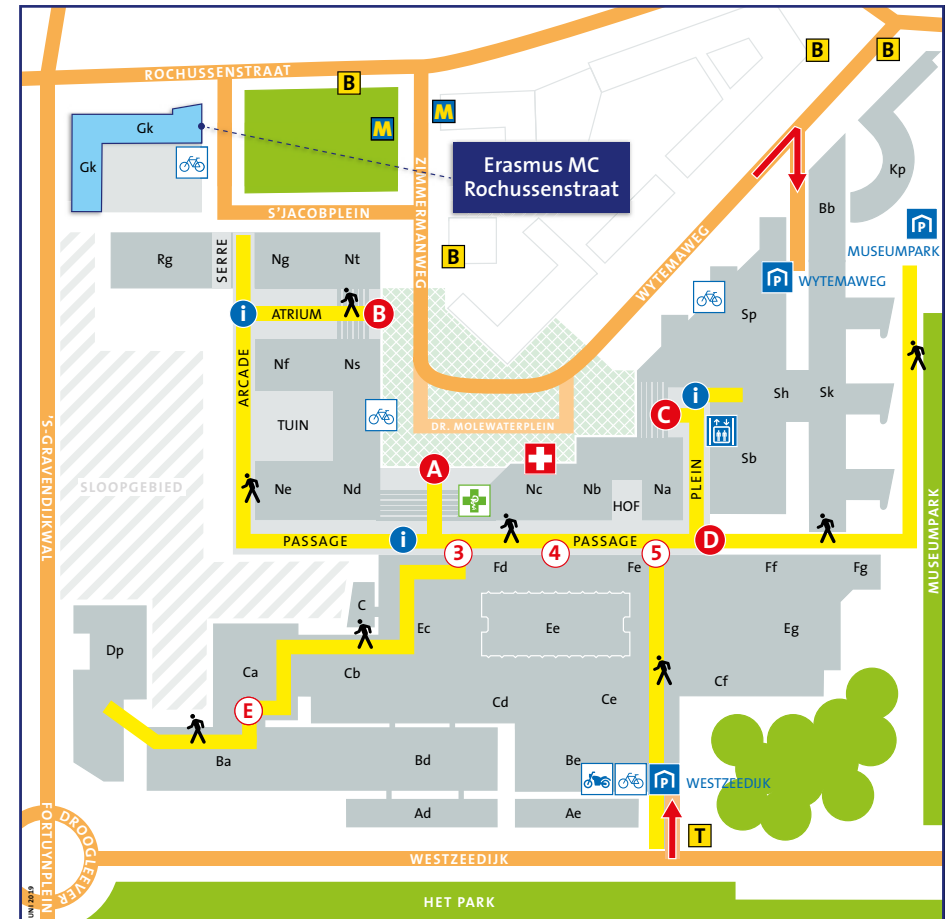 ROCHUSSENSTRAAT
B
B
B
M
M
Gk
Gk
Erasmus MC
Rochussenstraat
ZIMMERMANWEG
S'JACOBPLEIN
Kp
Bb
P
MUSEUMPARK
WYTEMAWEG
P
WYTEMAWEG
B
Rg
SERRE
Ng
Nt
i
ATRIUM
B
Sp
ARCADE
Nf
Ns
TUIN
i
Sh
Sk
C
DR. MOLEWATERPLEIN
'S-GRAVENDIJKWAL
SLOOPGEBIED
A
Ne
Nd
Nc
Nb
HOF
Na
PLEIN
Sb
PASSAGE
i
PASSAGE
D
3
4
5
Fd
Fe
Ff
Fg
MUSEUMPARK
C
Ec
Ee
Eg
Dp
Ca
Cb
Cd
Ce
Cf
E
Ba
Bd
Be
P
WESTZEEDIJK
Ad
Ae
T
DROOGLEEVER
FORTUYNPLEIN
WESTZEEDIJK
UNI 2019
HET PARK